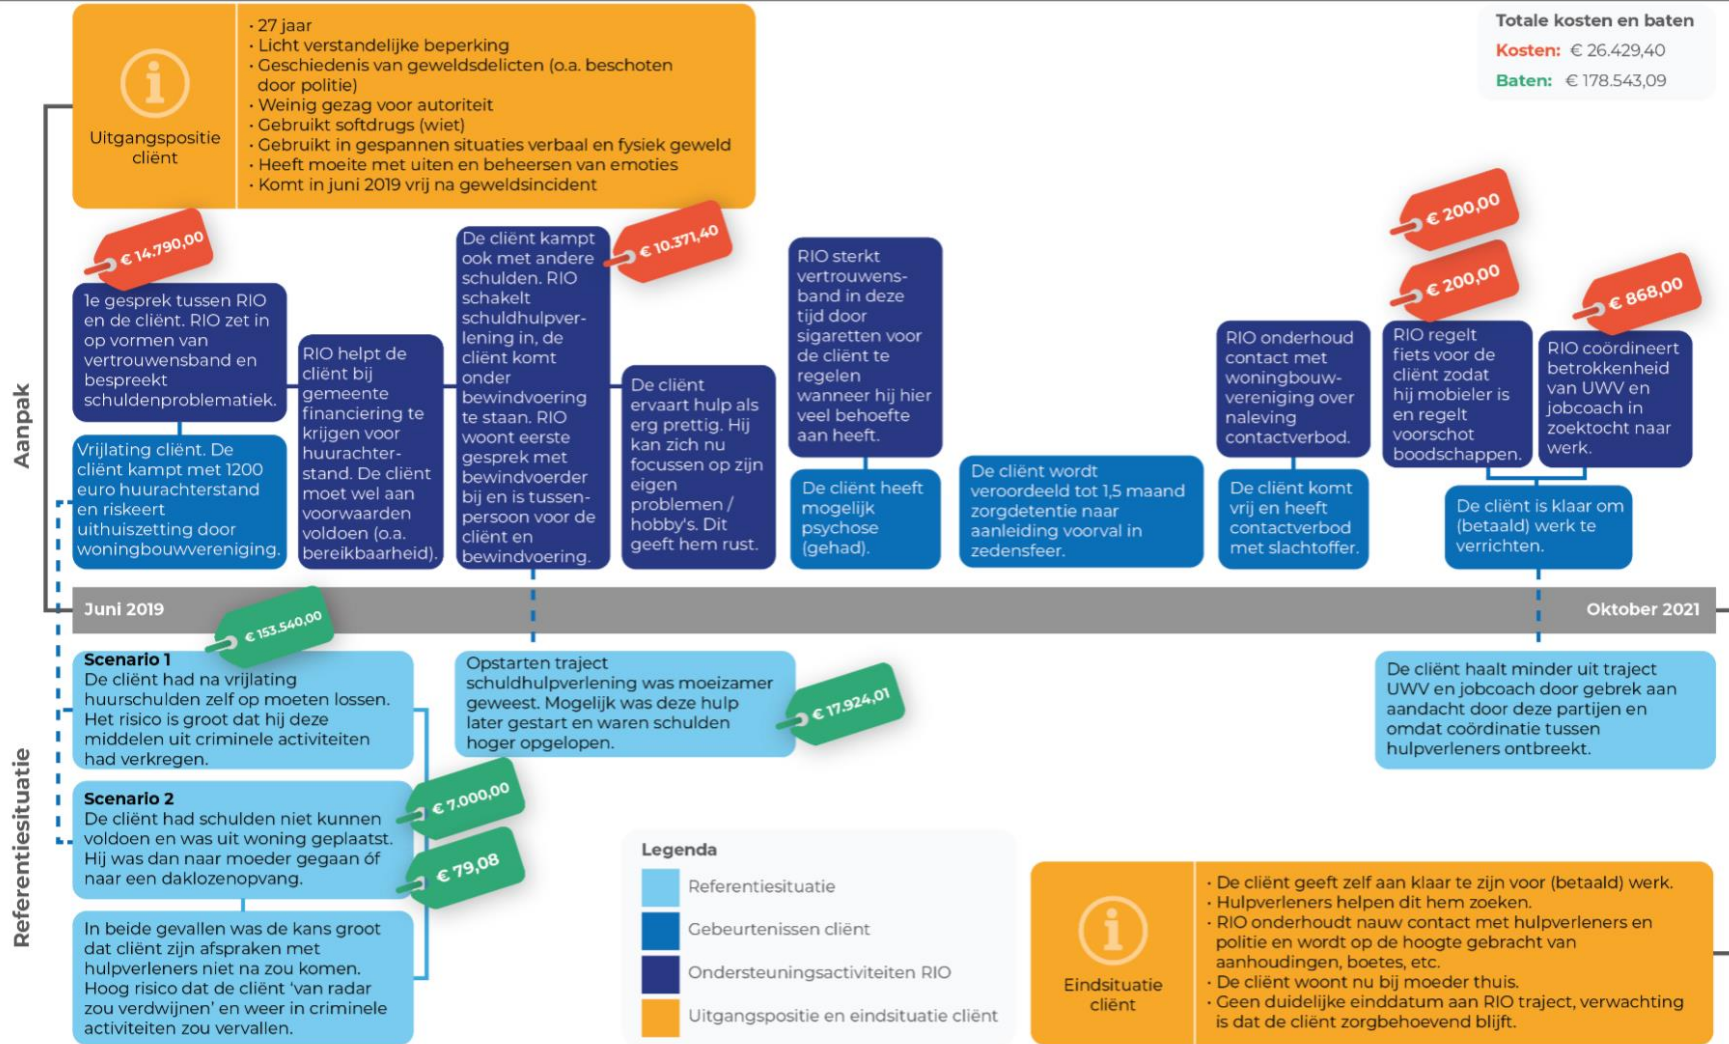 Totale kosten en baten
Kosten: € 26.429,40
Baten: € 178.543,09
Aanpak
Uitgangspositie
cliënt
· 27 jaar
· Licht verstandelijke beperking
· Geschiedenis van geweldsdelicten (o.a. beschoten
door politie)
· Weinig gezag voor autoriteit
· Gebruikt softdrugs (wiet)
· Gebruikt in gespannen situaties verbaal en fysiek geweld
· Heeft moeite met uiten en beheersen van emoties
· Komt in juni 2019 vrij na geweldsincident
€ 14.790,00
1e gesprek tussen RIO
en de cliënt. RIO zet in
op vormen van
vertrouwensband en
bespreekt
schuldenproblematiek.
Vrijlating cliënt. De
cliënt kampt met 1200
euro huurachterstand
en riskeert
uithuiszetting door
woningbouwvereniging.
RIO helpt de
cliënt bij
gemeente
financiering te
krijgen voor
huurachter-
stand. De cliënt
moet wel aan
voorwaarden
voldoen (o.a.
bereikbaarheid).
€ 10.371,40
De cliënt kampt
ook met andere
schulden. RIO
schakelt
schuldhulpver-
lening in, de
cliënt komt
onder
bewindvoering
te staan. RIO
woont eerste
gesprek met
bewindvoerder
bij en is tussen-
persoon voor de
cliënt en
bewindvoering.
De cliënt
ervaart hulp als
erg prettig. Hij
kan zich nu
focussen op zijn
eigen
problemen /
hobby's. Dit
geeft hem rust.
RIO sterkt
vertrouwens-
band in deze
tijd door
sigaretten voor
de cliënt te
regelen
wanneer hij hier
veel behoefte
aan heeft.
De cliënt heeft
mogelijk
psychose
(gehad).
De cliënt wordt
veroordeeld tot 1,5 maand
zorgdetentie naar
aanleiding voorval in
zedensfeer.
RIO onderhoud
contact met
woningbouw-
vereniging over
naleving
contactverbod.
De cliënt komt
vrij en heeft
contactverbod
met slachtoffer.
€ 200,00
€ 200,00
RIO regelt
fiets voor de
cliënt zodat
hij mobieler is
en regelt
voorschot
boodschappen.
€ 868,00
RIO coördineert
betrokkenheid
van UWV en
jobcoach in
zoektocht naar
werk.
De cliënt is klaar om
(betaald) werk te
verrichten.
Juni 2019
Oktober 2021
Referentiesituatie
€ 153.540,00
Scenario 1
De cliënt had na vrijlating
huurschulden zelf op moeten lossen.
Het risico is groot dat hij deze
middelen uit criminele activiteiten
had verkregen.
Scenario 2
De cliënt had schulden niet kunnen
voldoen en was uit woning geplaatst.
Hij was dan naar moeder gegaan óf
naar een daklozenopvang.
€ 7.000,00
€ 79,08
In beide gevallen was de kans groot
dat cliënt zijn afspraken met
hulpverleners niet na zou komen.
Hoog risico dat de cliënt ‘van radar
zou verdwijnen’ en weer in criminele
activiteiten zou vervallen.
Opstarten traject
schuldhulpverlening was moeizamer
geweest. Mogelijk was deze hulp
later gestart en waren schulden
hoger opgelopen.
€ 17.924,01
De cliënt haalt minder uit traject
UWV en jobcoach door gebrek aan
aandacht door deze partijen en
omdat coördinatie tussen
hulpverleners ontbreekt.
Legenda
Referentiesituatie
Gebeurtenissen cliënt
Ondersteuningsactiviteiten RIO
Uitgangspositie en eindsituatie cliënt
Eindsituatie
cliënt
· De cliënt geeft zelf aan klaar te zijn voor (betaald) werk.
· Hulpverleners helpen dit hem zoeken.
· RIO onderhoudt nauw contact met hulpverleners en
politie en wordt op de hoogte gebracht van
aanhoudingen, boetes, etc.
· De cliënt woont nu bij moeder thuis.
· Geen duidelijke einddatum aan RIO traject, verwachting
is dat de cliënt zorgbehoevend blijft.